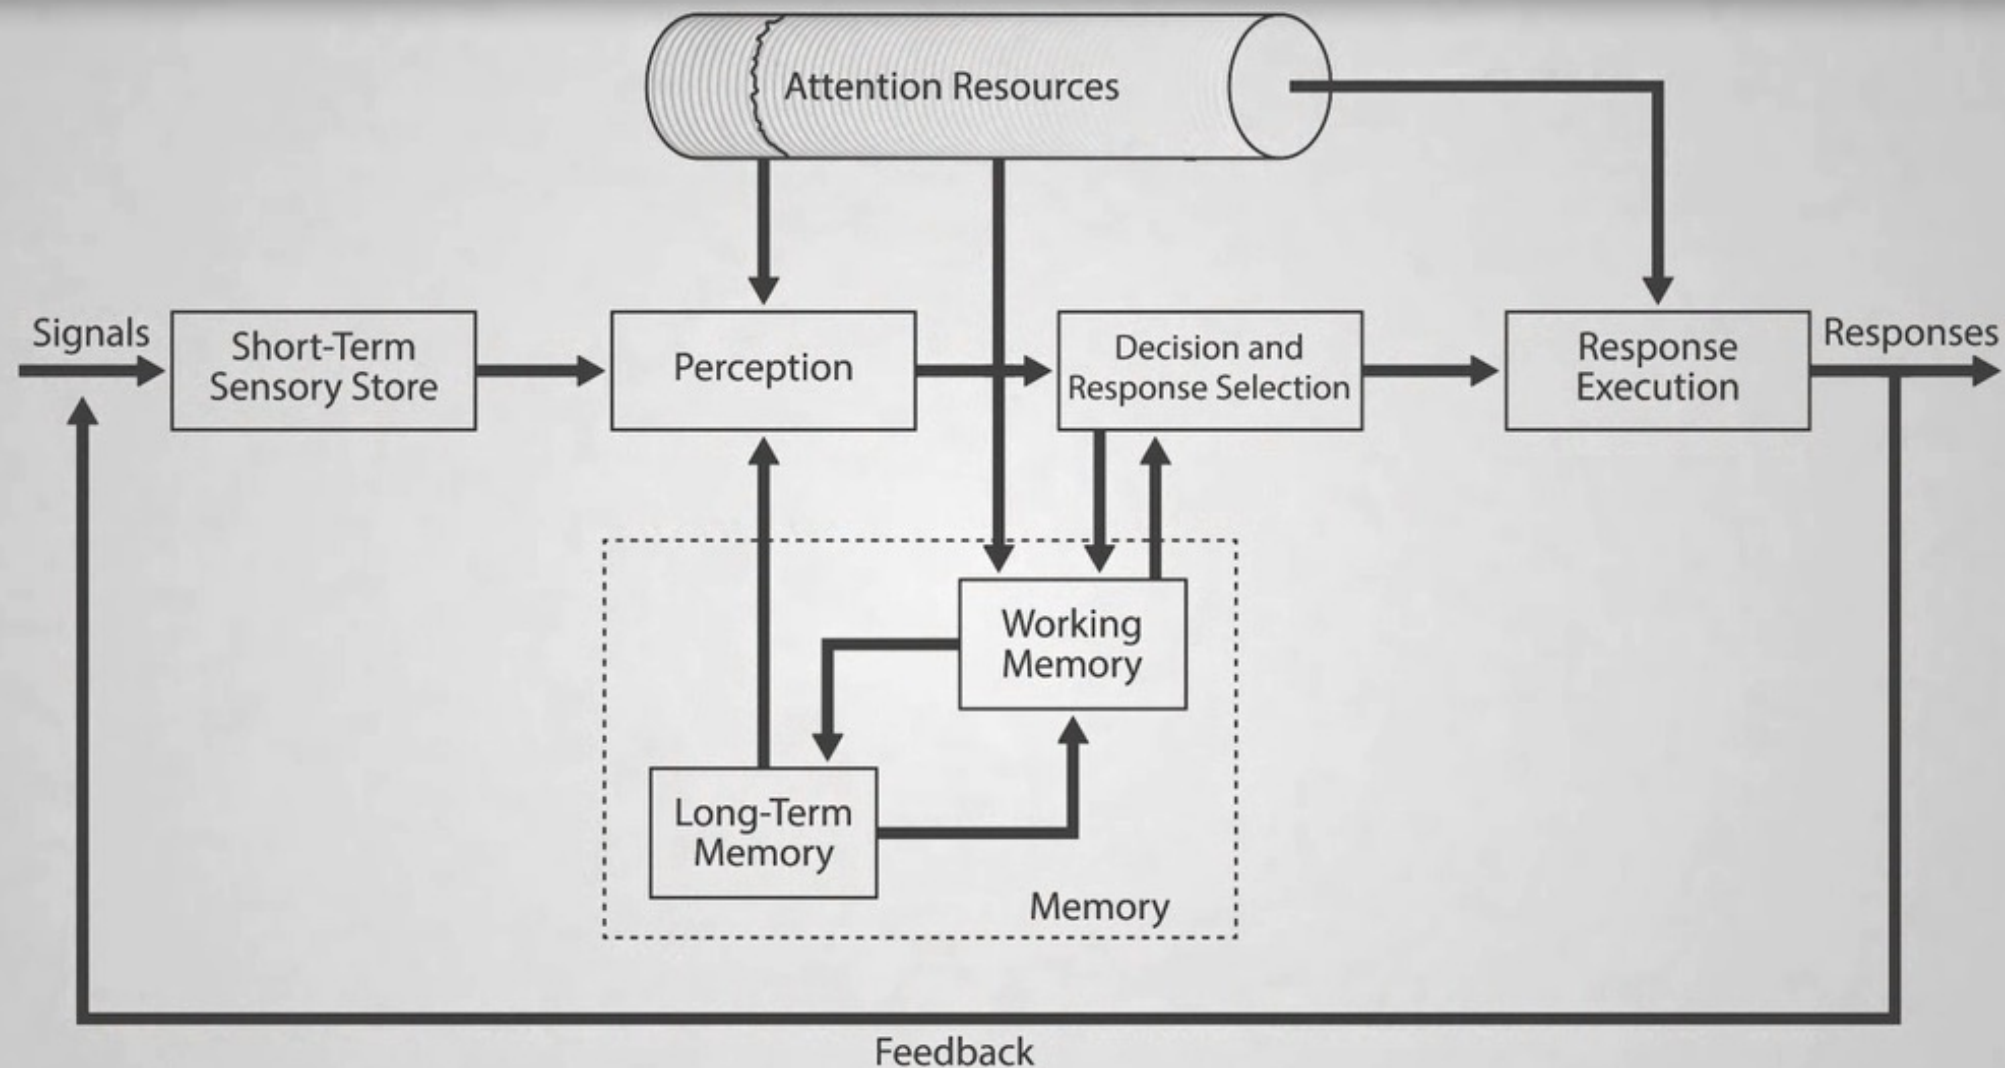 Attention Resources
Signals
Short-Term
Sensory Store
Perception
Decision and
Response Selection
Response
Execution
Responses
Working
Memory
Long-Term
Memory
Memory
Feedback